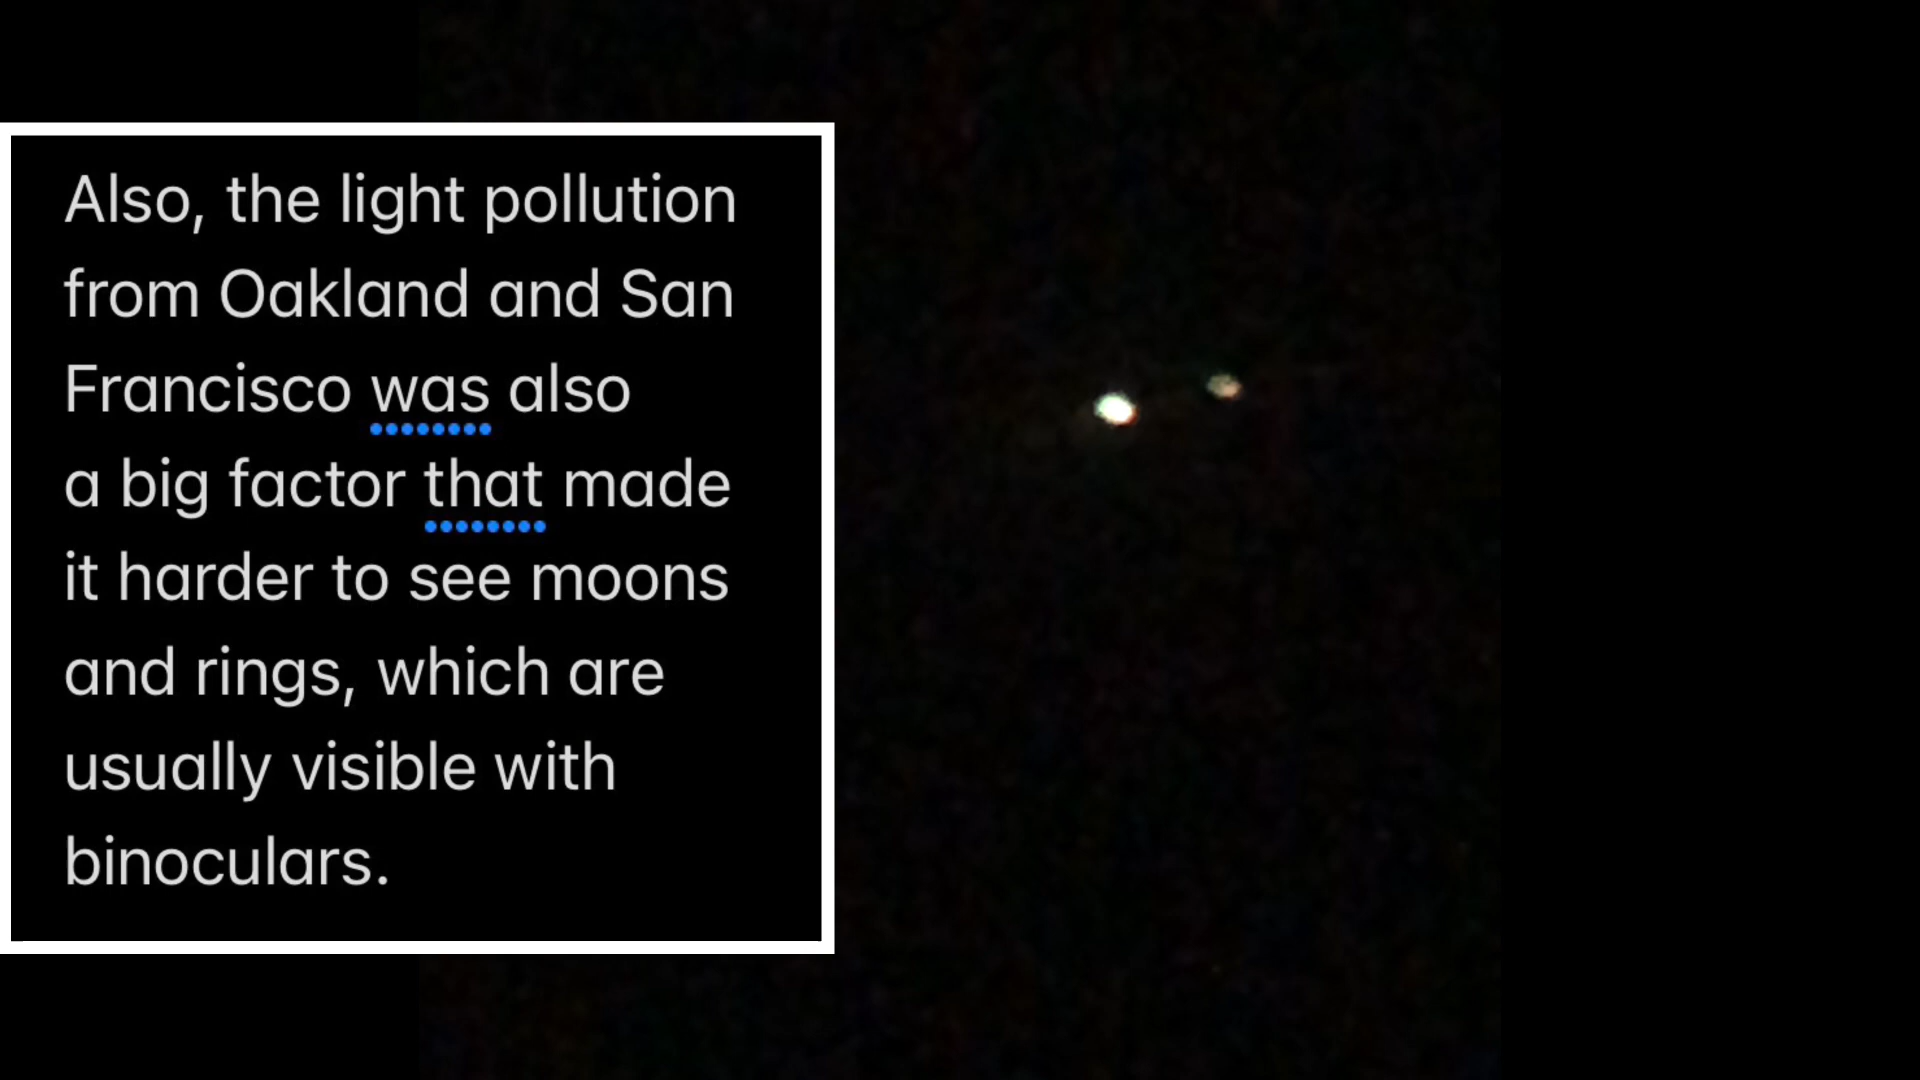 Also, the light pollution
from Oakland and San
Francisco was also
a big factor that made
it harder to see moons
and rings, which are
usually visible with
binoculars.